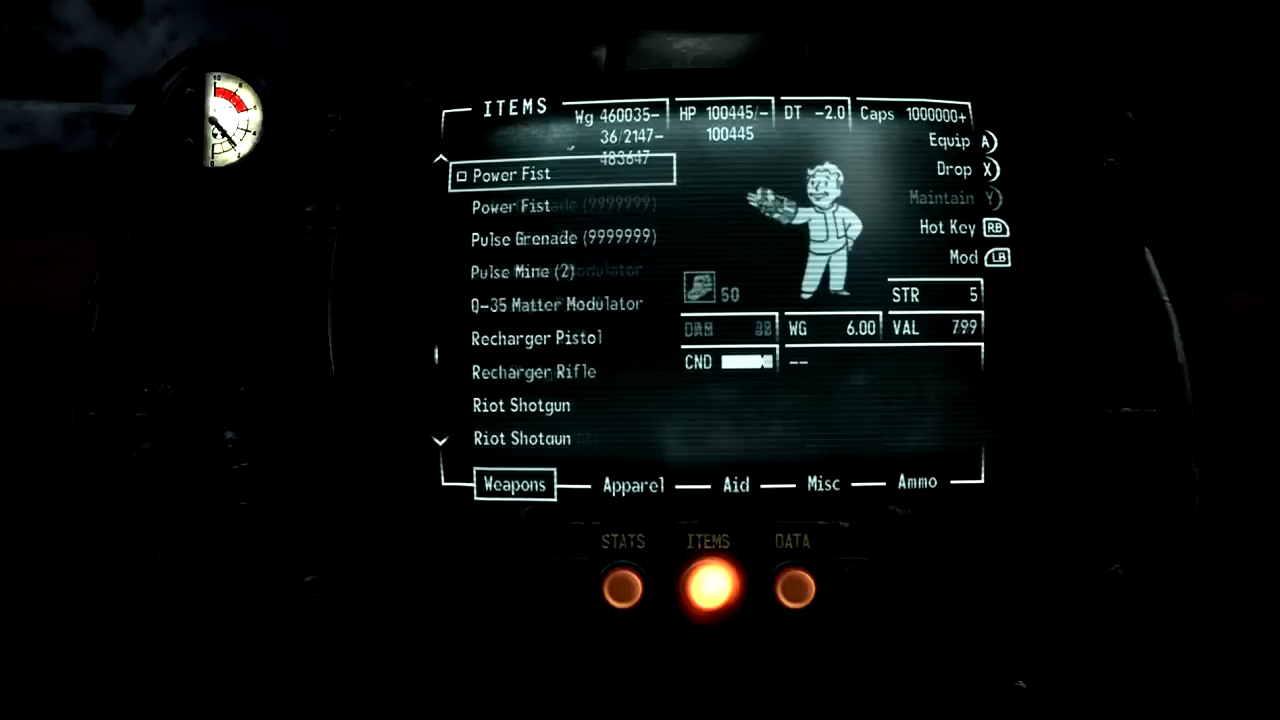 ITEMS
Wg 460035-
36/2147-
483647
HP 100445/-
100445
DT -2.0
Caps 1000000+
Equip A)
Drop X)
Maintain Y)
Hot Key RB
Mod LB
Power Fist
Power Fist
Pulse Grenade (9999999)
Pulse Mine (2)
Q-35 Matter Modulator
Recharger Pistol
Recharger Rifle
Riot Shotgun
Riot Shotgun
50
STR 5
WG 6.00
VAL 799
CND
--
Weapons
Apparel
Aid
Misc
Ammo
STATS
ITEMS
DATA